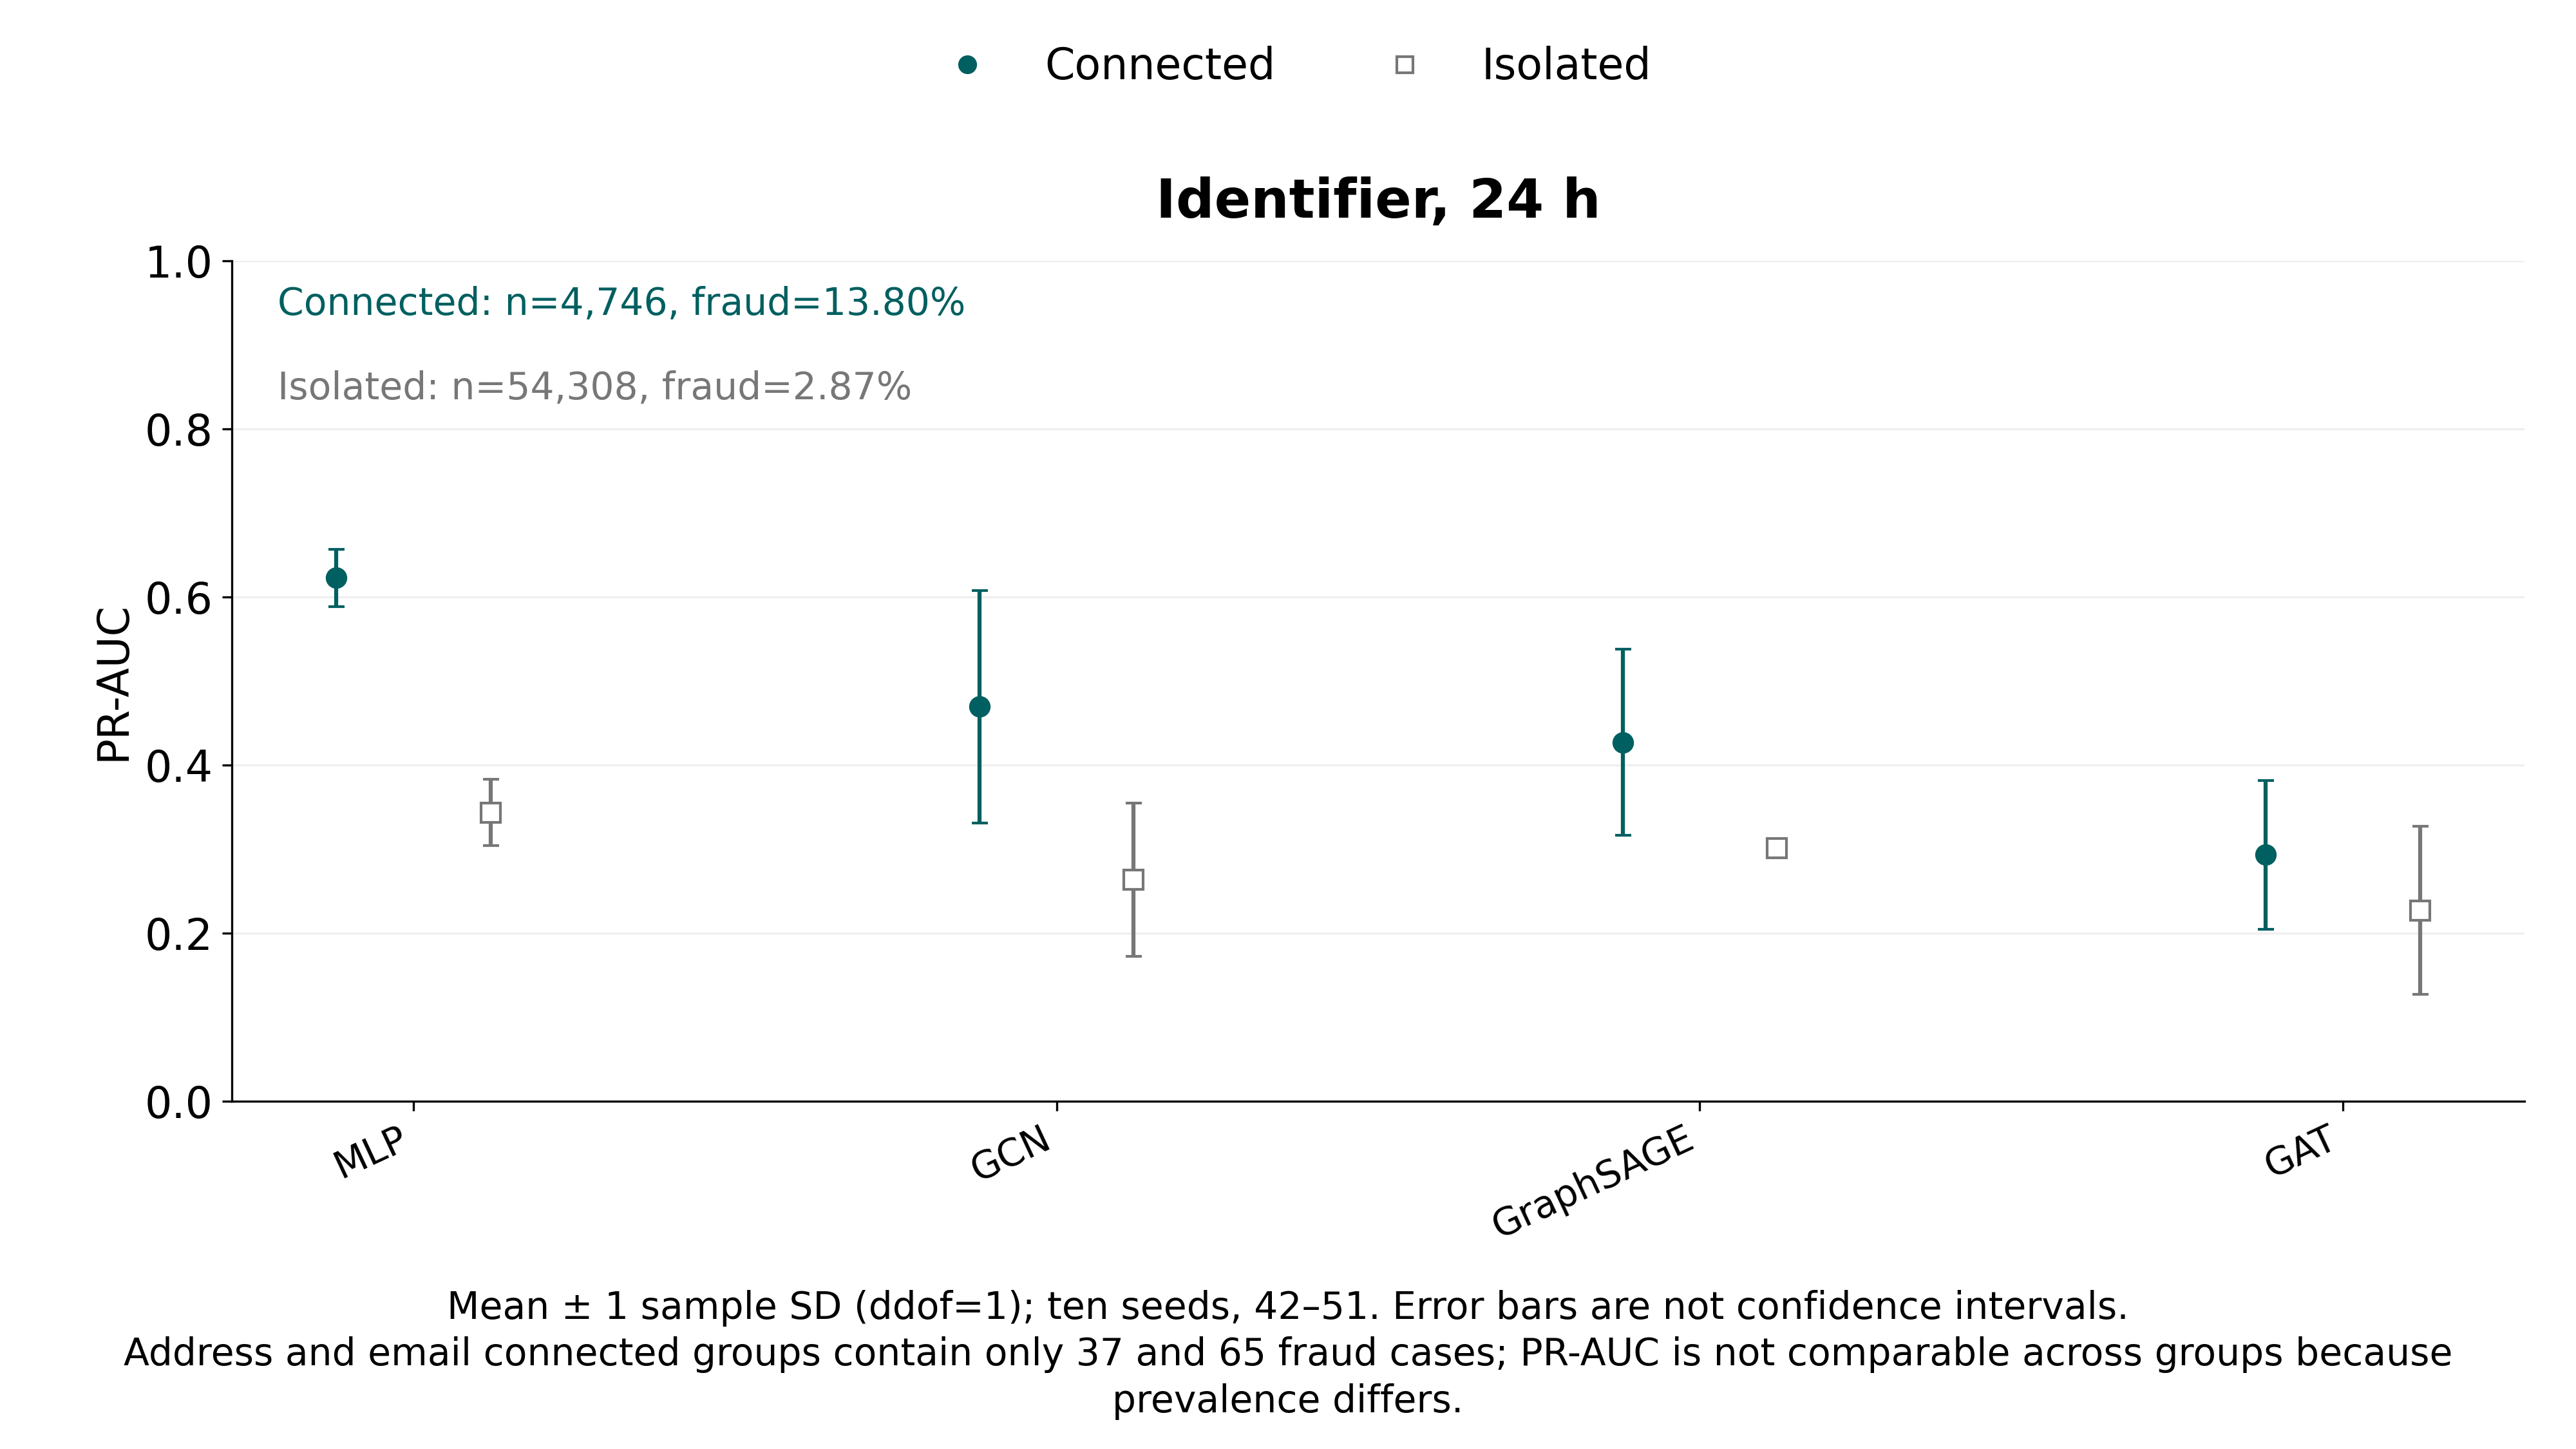 Connected Isolated
Identifier, 24 h
1.0
Connected: n=4,746, fraud=13.80%
Isolated: n=54,308, fraud=2.87%
0.8
0.6
PR-AUC
0.4
0.2
0.0
MLP GCN GraphSAGE GAT
Mean ± 1 sample SD (ddof=1); ten seeds, 42–51. Error bars are not confidence intervals.
Address and email connected groups contain only 37 and 65 fraud cases; PR-AUC is not comparable across groups because
prevalence differs.